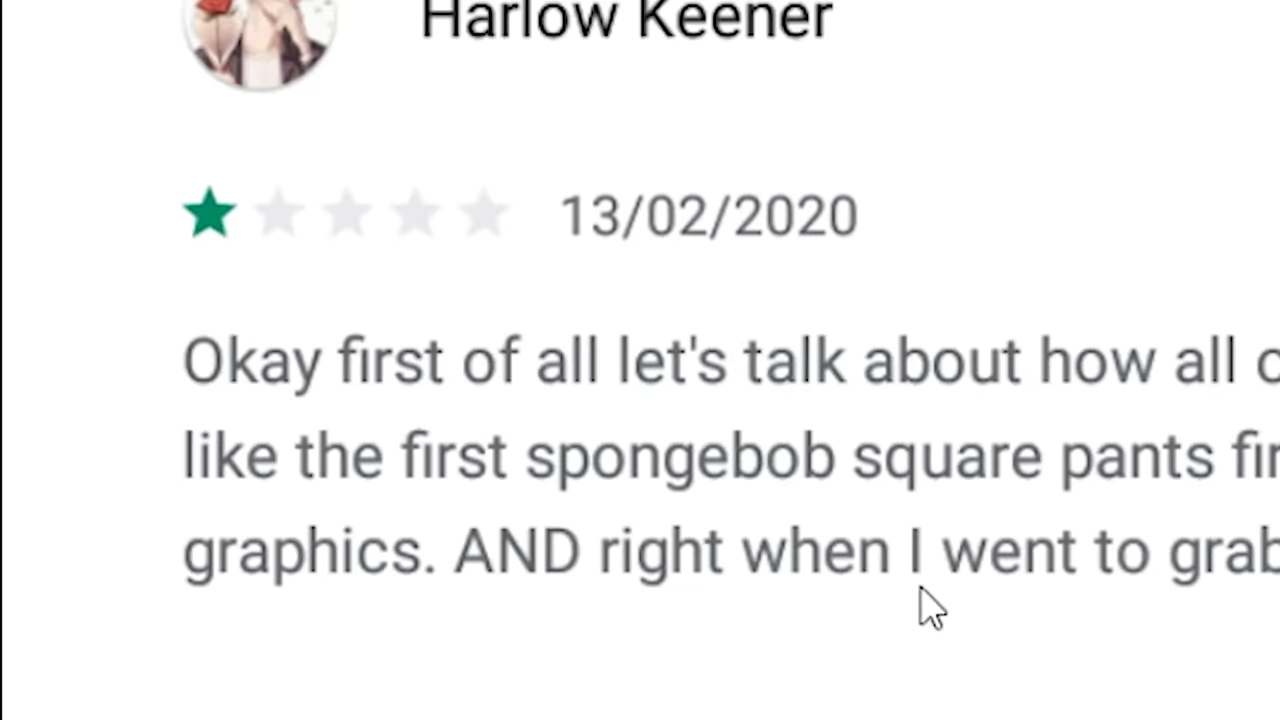 Harlow Keener
13/02/2020
Okay first of all let's talk about how all
like the first spongebob square pants
graphics. AND right when I went to